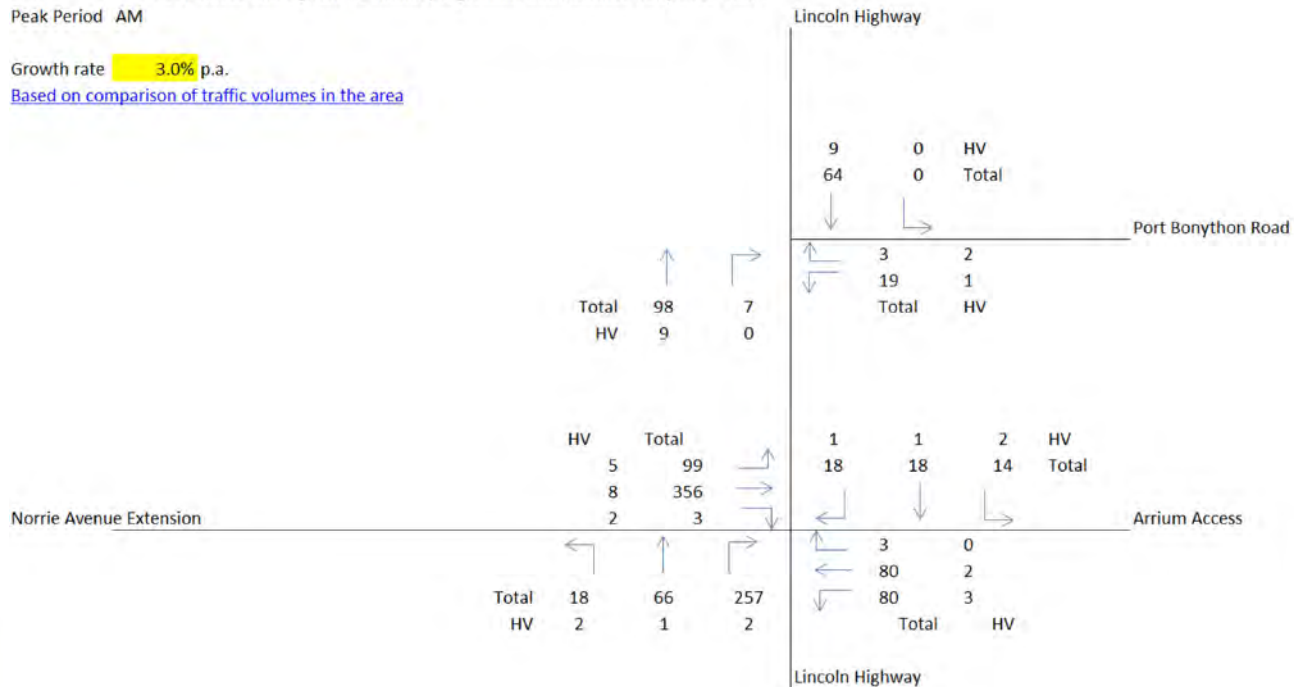 Peak Period AM
Lincoln Highway
Growth rate 3.0% p.a.
Based on comparison of traffic volumes in the area
9 0 HV
64 0 Total
Port Bonython Road
3 2
19 1
Total 98 7 Total HV
HV 9 0
HV Total 1 1 2 HV
5 99 18 18 14 Total
8 356
Norrie Avenue Extension 2 3 Arrium Access
3 0
80 2
Total 18 66 257 80 3
HV 2 1 2 Total HV
Lincoln Highway